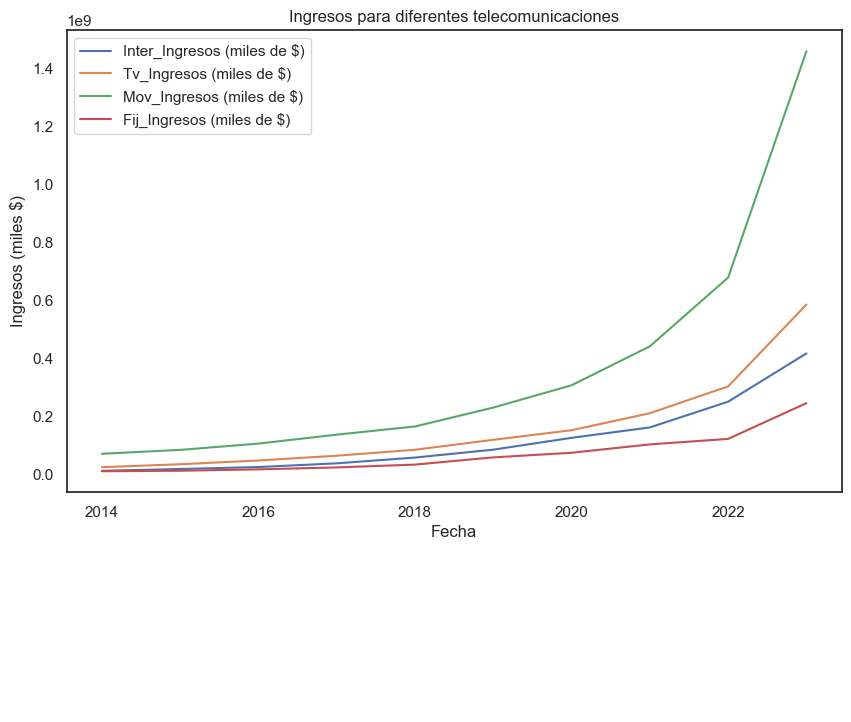 Ingresos para diferentes telecomunicaciones
1e9
Inter_Ingresos (miles de $)
Tv_Ingresos (miles de $)
Mov_Ingresos (miles de $)
Fij_Ingresos (miles de $)
1.4
1.2
1.0
0.8
0.6
0.4
0.2
0.0
Ingresos (miles $)
2014
2016
2018
2020
2022
Fecha